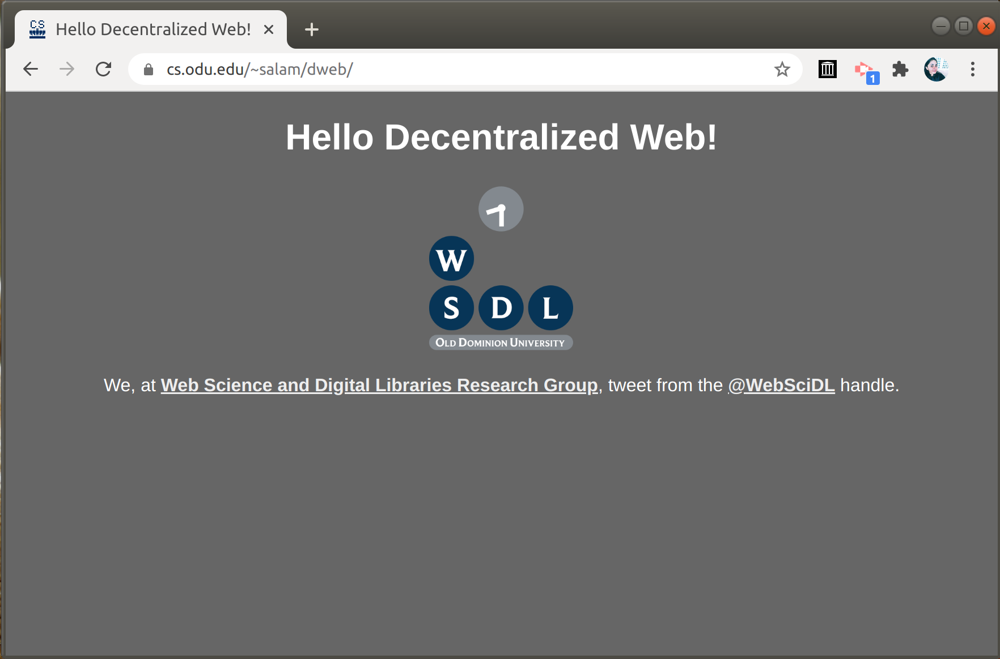 CS
Hello Decentralized Web!
cs.odu.edu/~salam/dweb/
1
Hello Decentralized Web!
W
S D L
OLD DOMINION UNIVERSITY
We, at Web Science and Digital Libraries Research Group, tweet from the @WebSciDL handle.